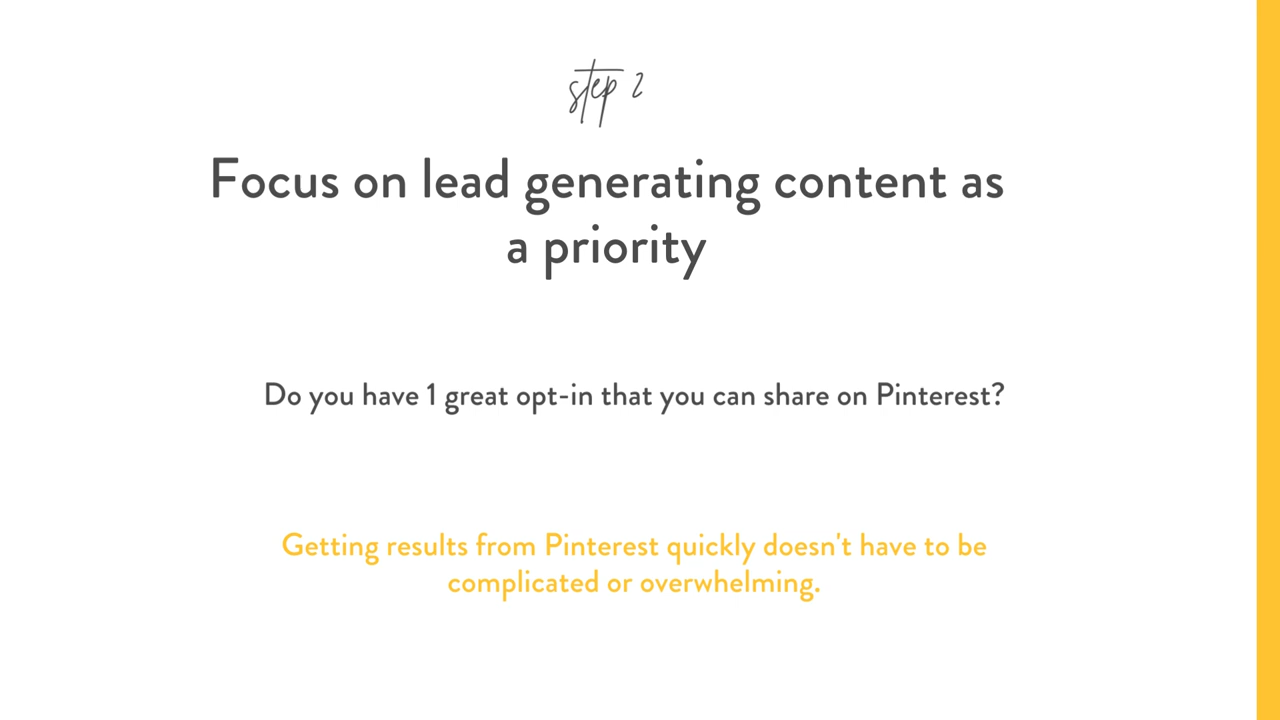 step 2
Focus on lead generating content as
a priority
Do you have 1 great opt-in that you can share on Pinterest?
Getting results from Pinterest quickly doesn't have to be
complicated or overwhelming.